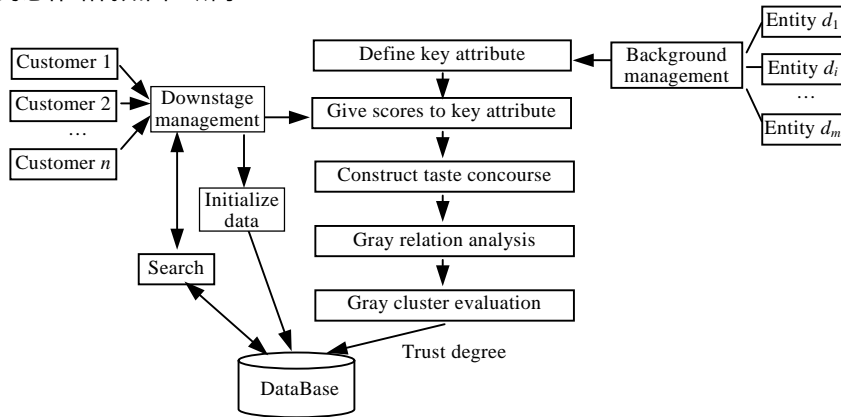 Customer 1
Customer 2
…
Customer n
Downstage
management
Initialize
data
Search
DataBase
Define key attribute
Give scores to key attribute
Construct taste concourse
Gray relation analysis
Gray cluster evaluation
Trust degree
Background
management
Entity d1
Entity di
…
Entity dm